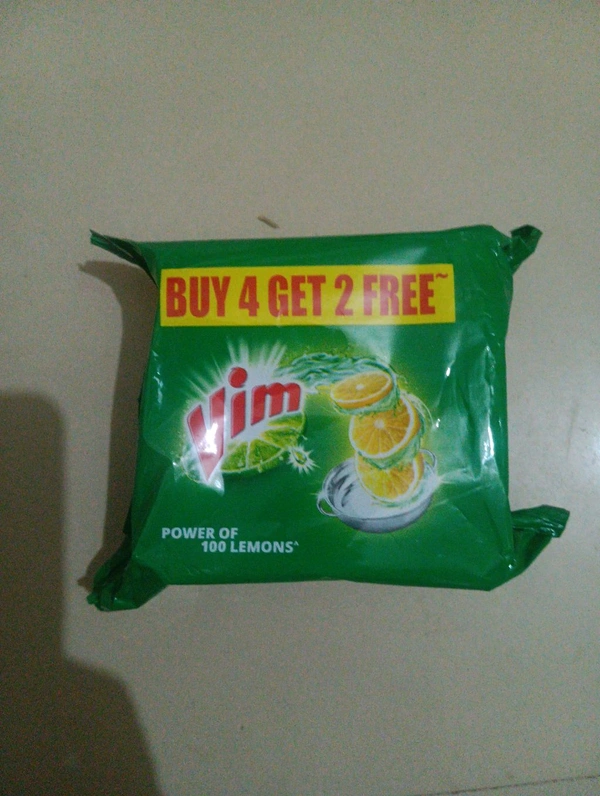 BUY 4 GET 2 FREE~
Vim
POWER OF
100 LEMONS^